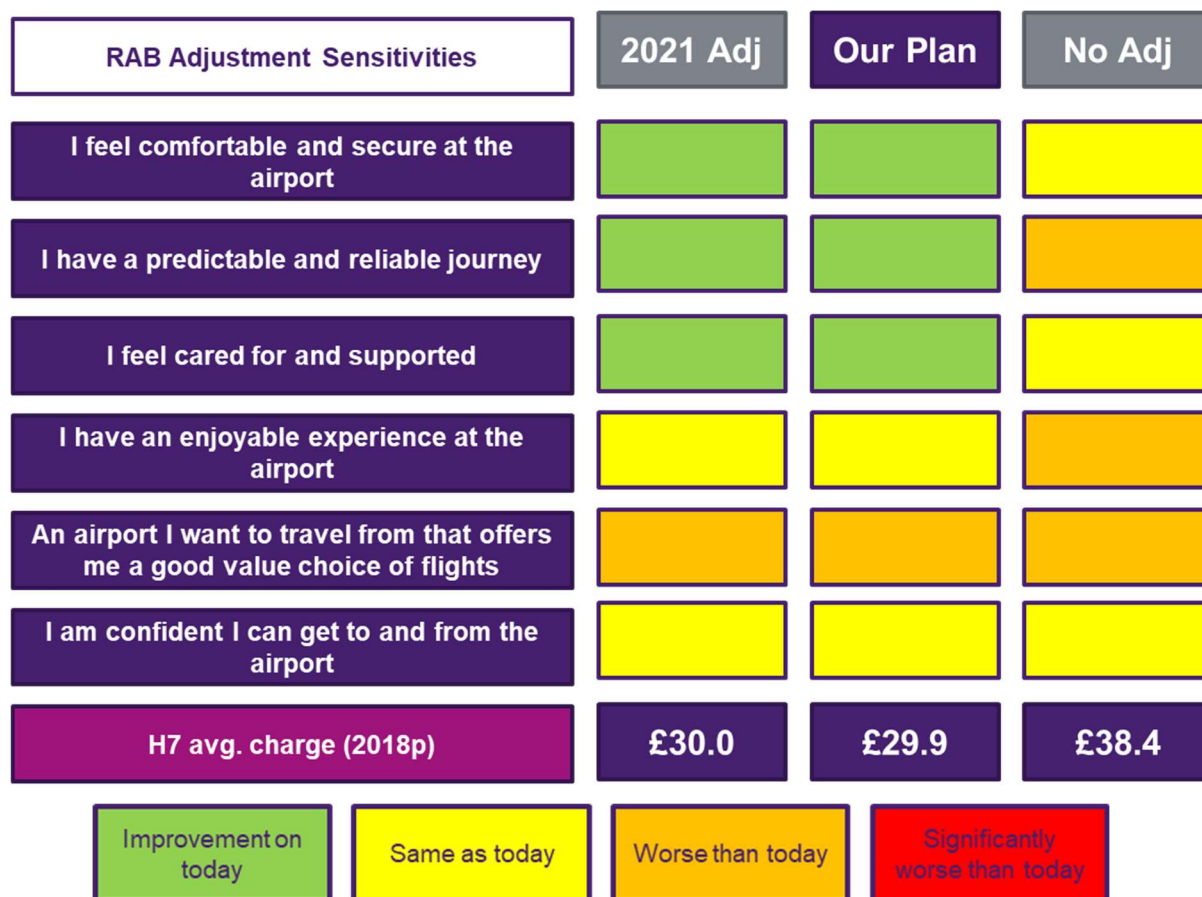 RAB Adjustment Sensitivities
2021 Adj
Our Plan
No Adj
I feel comfortable and secure at the
airport
I have a predictable and reliable journey
I feel cared for and supported
I have an enjoyable experience at the
airport
An airport I want to travel from that offers
me a good value choice of flights
I am confident I can get to and from the
airport
H7 avg. charge (2018p)
£30.0
£29.9
£38.4
Improvement on
today
Same as today
Worse than today
Significantly
worse than today